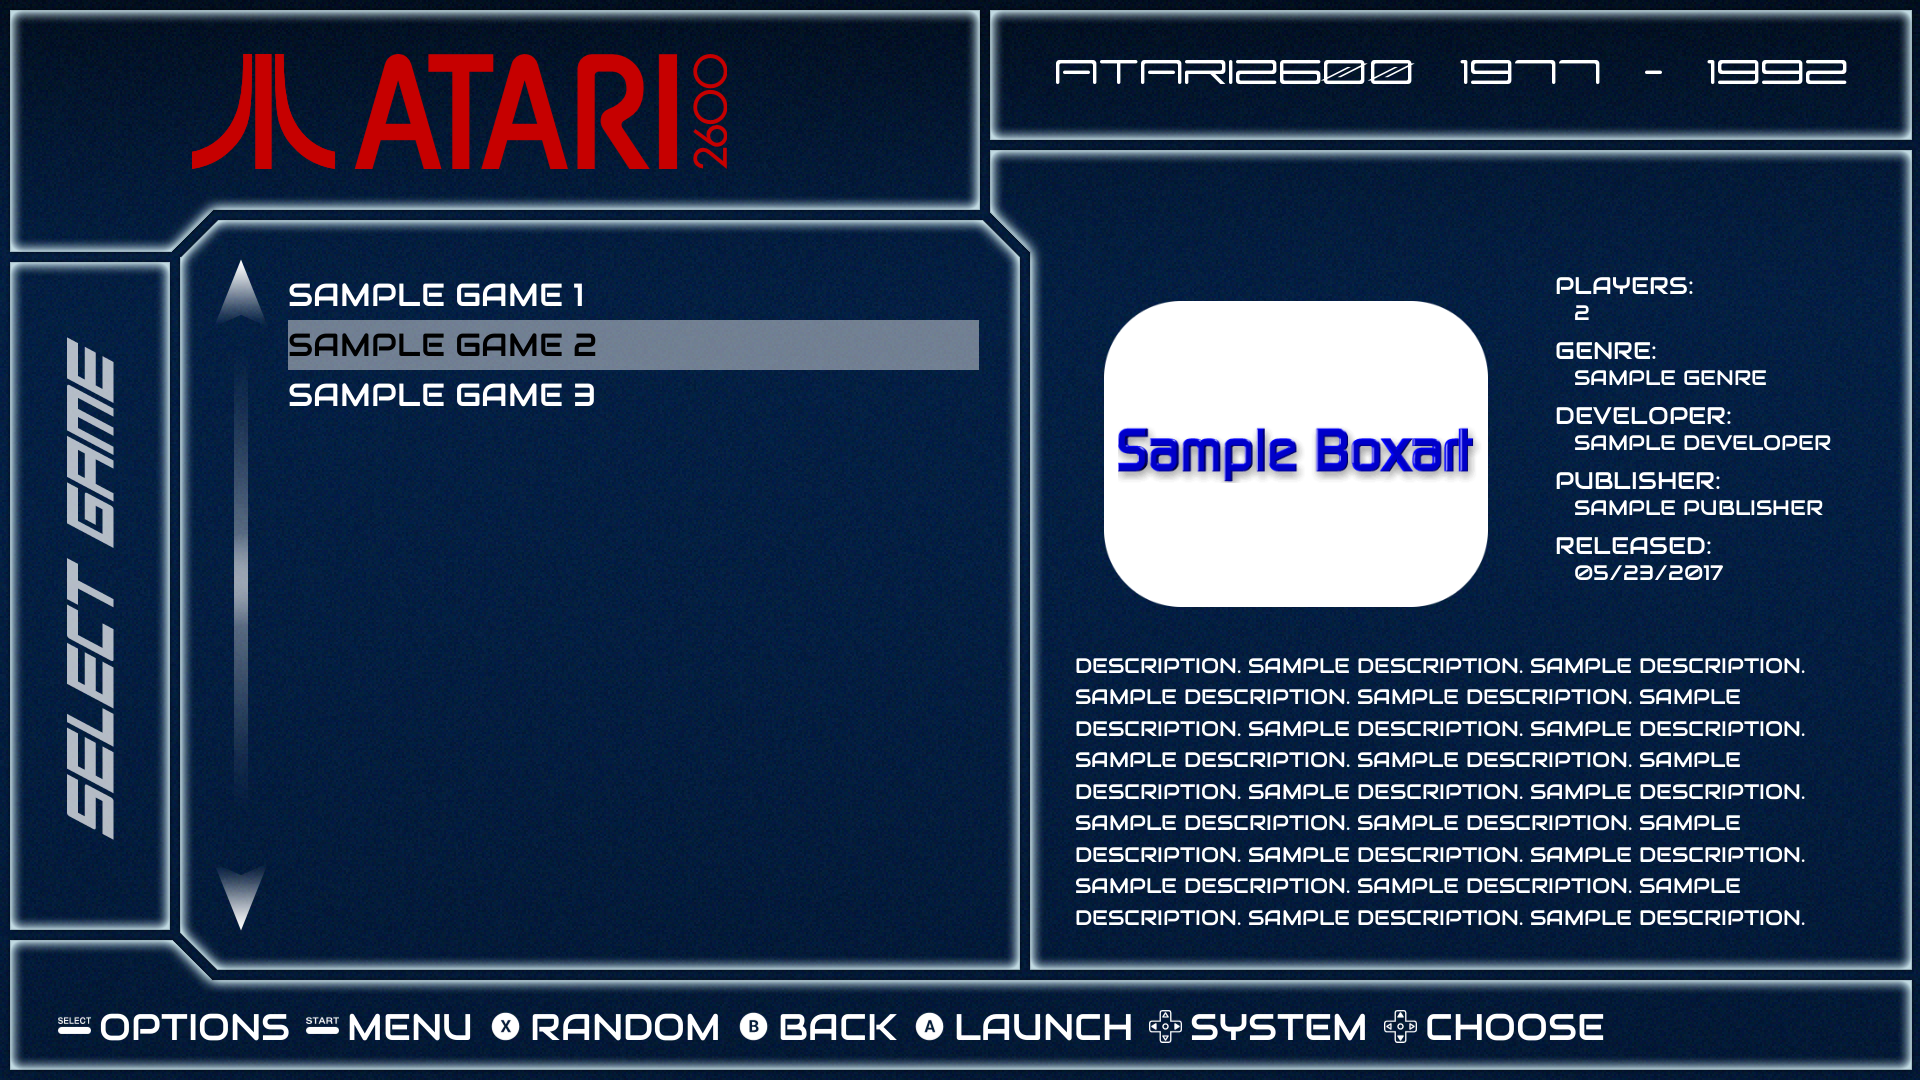 ATARI 2600
ATARI2600 1977 - 1992
SELECT GAME
SAMPLE GAME 1
SAMPLE GAME 2
SAMPLE GAME 3
Sample Boxart
PLAYERS:
2
GENRE:
SAMPLE GENRE
DEVELOPER:
SAMPLE DEVELOPER
PUBLISHER:
SAMPLE PUBLISHER
RELEASED:
05/23/2017
DESCRIPTION. SAMPLE DESCRIPTION. SAMPLE DESCRIPTION.
SAMPLE DESCRIPTION. SAMPLE DESCRIPTION. SAMPLE
DESCRIPTION. SAMPLE DESCRIPTION. SAMPLE DESCRIPTION.
SAMPLE DESCRIPTION. SAMPLE DESCRIPTION. SAMPLE
DESCRIPTION. SAMPLE DESCRIPTION. SAMPLE DESCRIPTION.
SAMPLE DESCRIPTION. SAMPLE DESCRIPTION. SAMPLE
DESCRIPTION. SAMPLE DESCRIPTION. SAMPLE DESCRIPTION.
SAMPLE DESCRIPTION. SAMPLE DESCRIPTION. SAMPLE
DESCRIPTION. SAMPLE DESCRIPTION. SAMPLE DESCRIPTION.
SELECT OPTIONS START MENU X RANDOM B BACK A LAUNCH SYSTEM CHOOSE